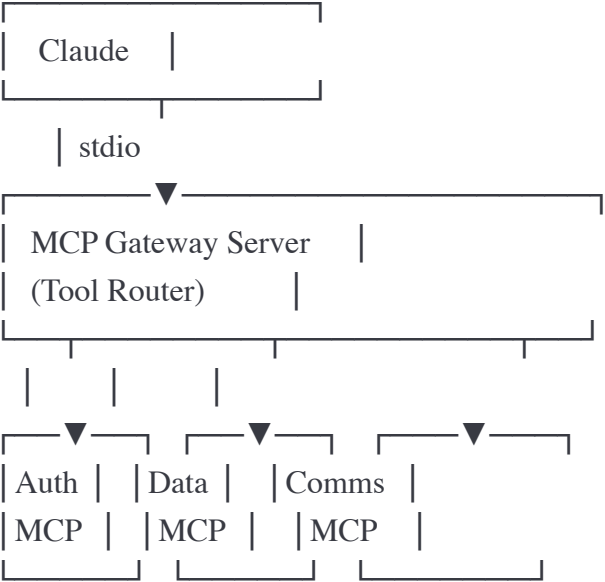 Claude
stdio
MCP Gateway Server
(Tool Router)
Auth Data Comms
MCP MCP MCP